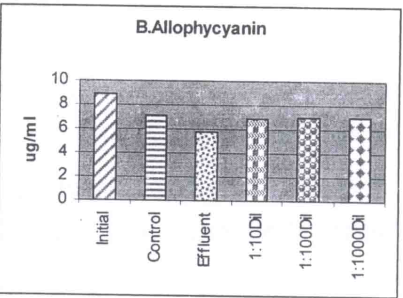 B.Allophycyanin
ug/ml
10
8
6
4
2
0
Initial
Control
Effluent
1:10Dil
1:100Dil
1:1000Dil